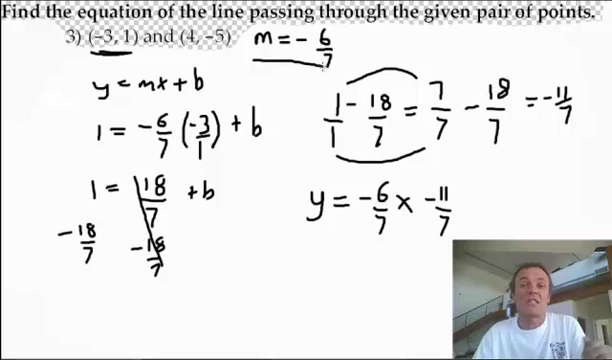 Find the equation of the line passing through the given pair of points.
3) (-3, 1) and (4, -5)
m = - 6/7
y = mx + b
1 = -6/7 (-3/1) + b
1 = 18/7 + b
-18/7 -18/7
1/1 - 18/7 = 7/7 - 18/7 = -11/7
y = -6/7 x -11/7